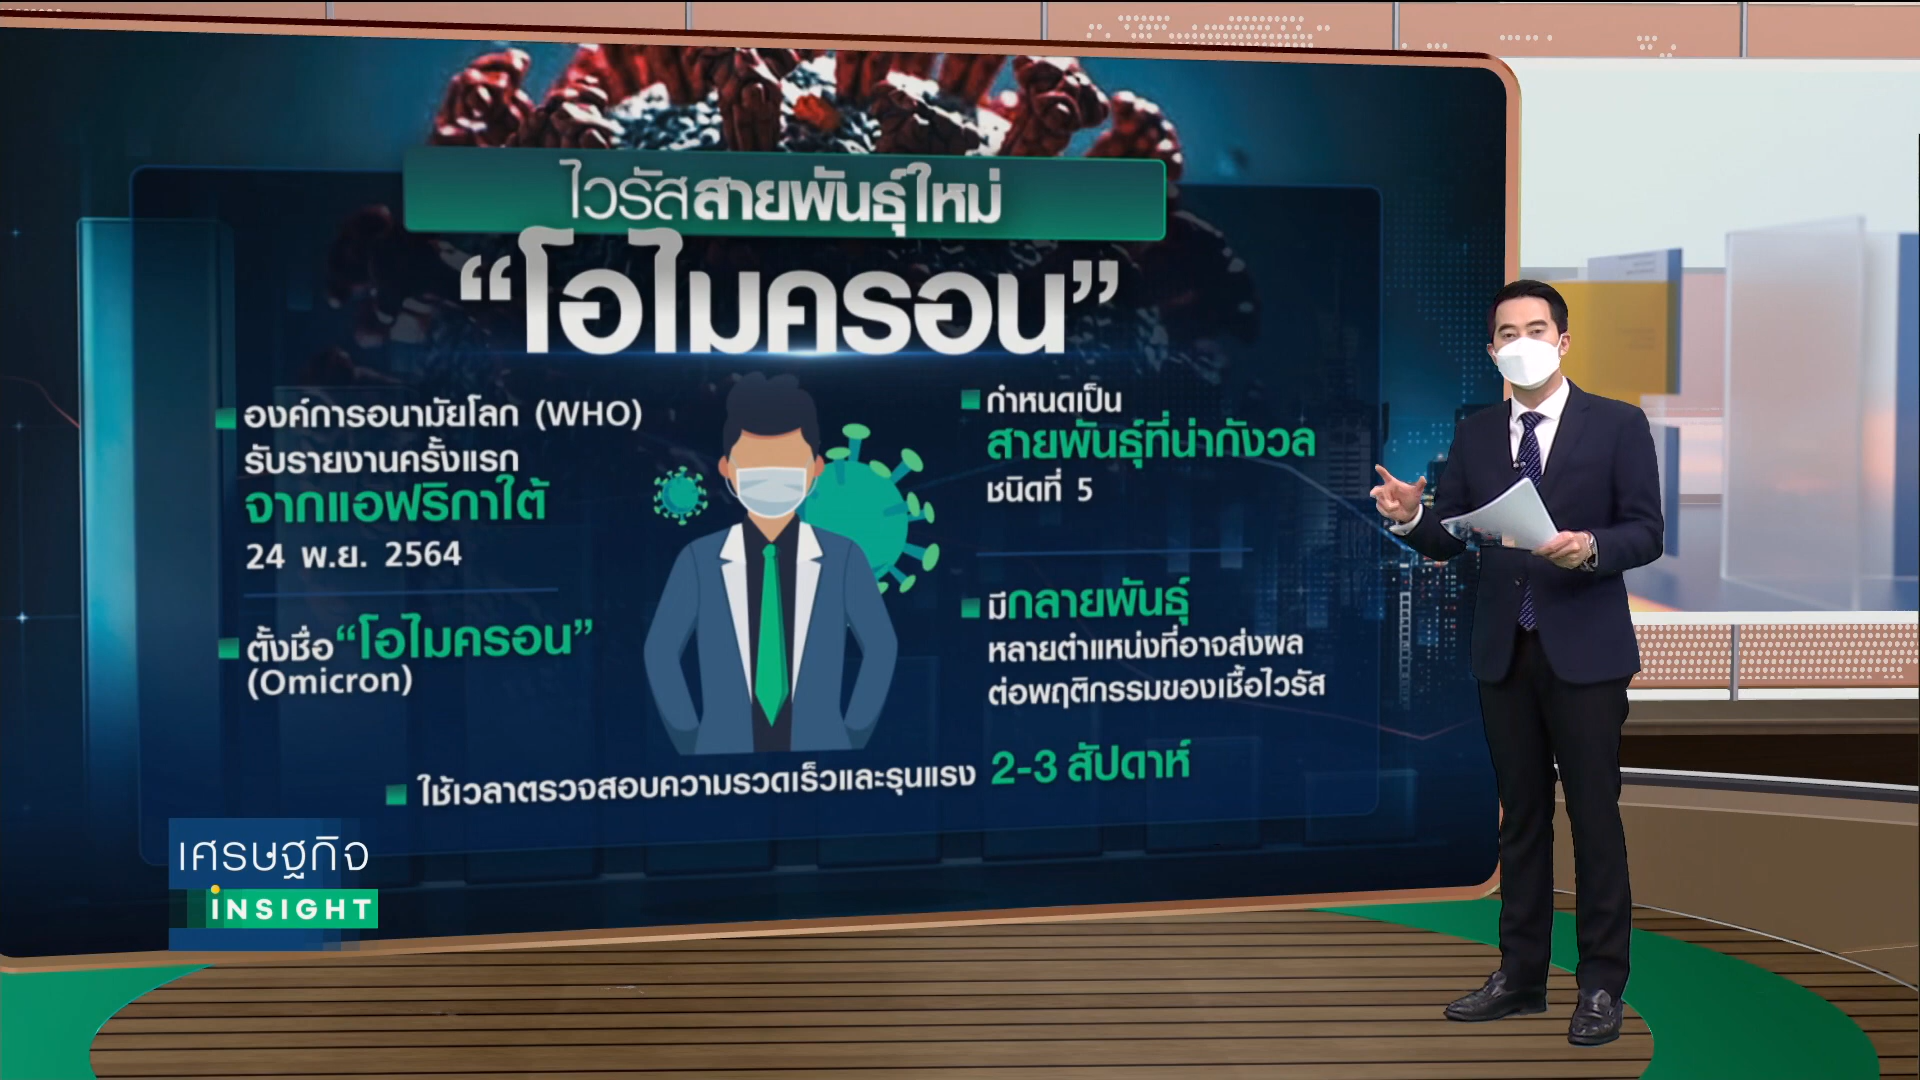 ไวรัสสายพันธุ์ใหม่
“โอไมครอน”
องค์การอนามัยโลก (WHO)
รับรายงานครั้งแรก
จากแอฟริกาใต้
24 พ.ย. 2564
ตั้งชื่อ “โอไมครอน”
(Omicron)
กำหนดเป็น
สายพันธุ์ที่น่ากังวล
ชนิดที่ 5
มีกลายพันธุ์
หลายตำแหน่งที่อาจส่งผล
ต่อพฤติกรรมของเชื้อไวรัส
ใช้เวลาตรวจสอบความรวดเร็วและรุนแรง 2-3 สัปดาห์
เศรษฐกิจ
iNSIGHT